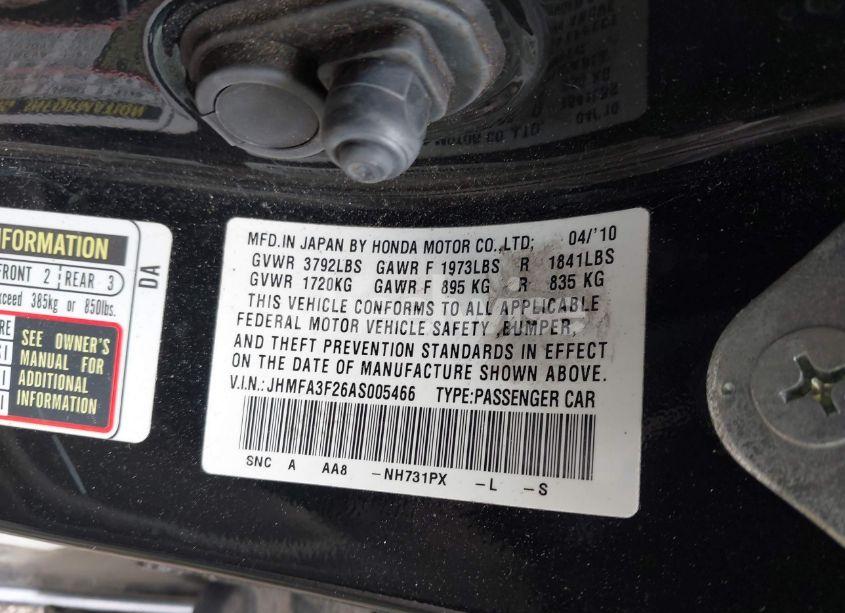 NFORMATION
FRONT 2 REAR 3
xceed 385kg or 850lbs.
SEE OWNER'S
MANUAL FOR
ADDITIONAL
INFORMATION
DA
MFD.IN JAPAN BY HONDA MOTOR CO.,LTD; 04/'10
GVWR 3792LBS GAWR F 1973LBS R 1841LBS
GVWR 1720KG GAWR F 895 KG R 835 KG
THIS VEHICLE CONFORMS TO ALL APPLICABLE
FEDERAL MOTOR VEHICLE SAFETY, BUMPER,
AND THEFT PREVENTION STANDARDS IN EFFECT
ON THE DATE OF MANUFACTURE SHOWN ABOVE.
V.I.N.:JHMFA3F26AS005466 TYPE:PASSENGER CAR
SNC A AA8 -NH731PX -L -S